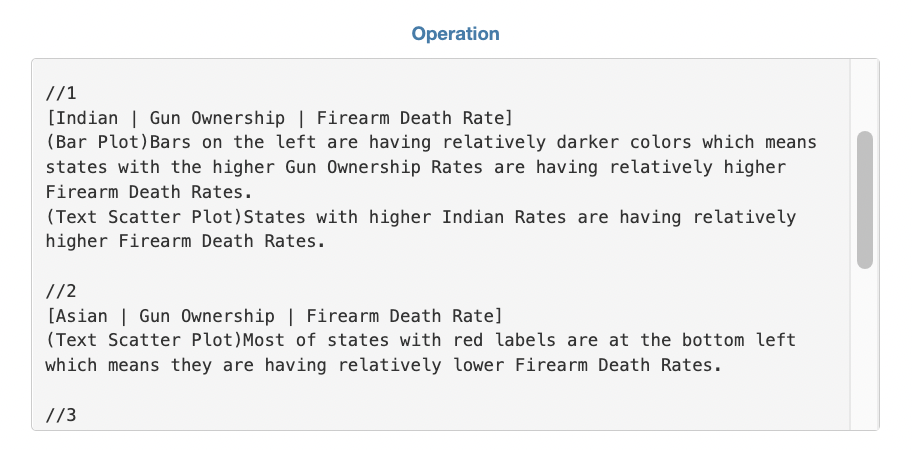 Operation
//1
[Indian | Gun Ownership | Firearm Death Rate]
(Bar Plot)Bars on the left are having relatively darker colors which means
states with the higher Gun Ownership Rates are having relatively higher
Firearm Death Rates.
(Text Scatter Plot)States with higher Indian Rates are having relatively
higher Firearm Death Rates.
//2
[Asian | Gun Ownership | Firearm Death Rate]
(Text Scatter Plot)Most of states with red labels are at the bottom left
which means they are having relatively lower Firearm Death Rates.
//3